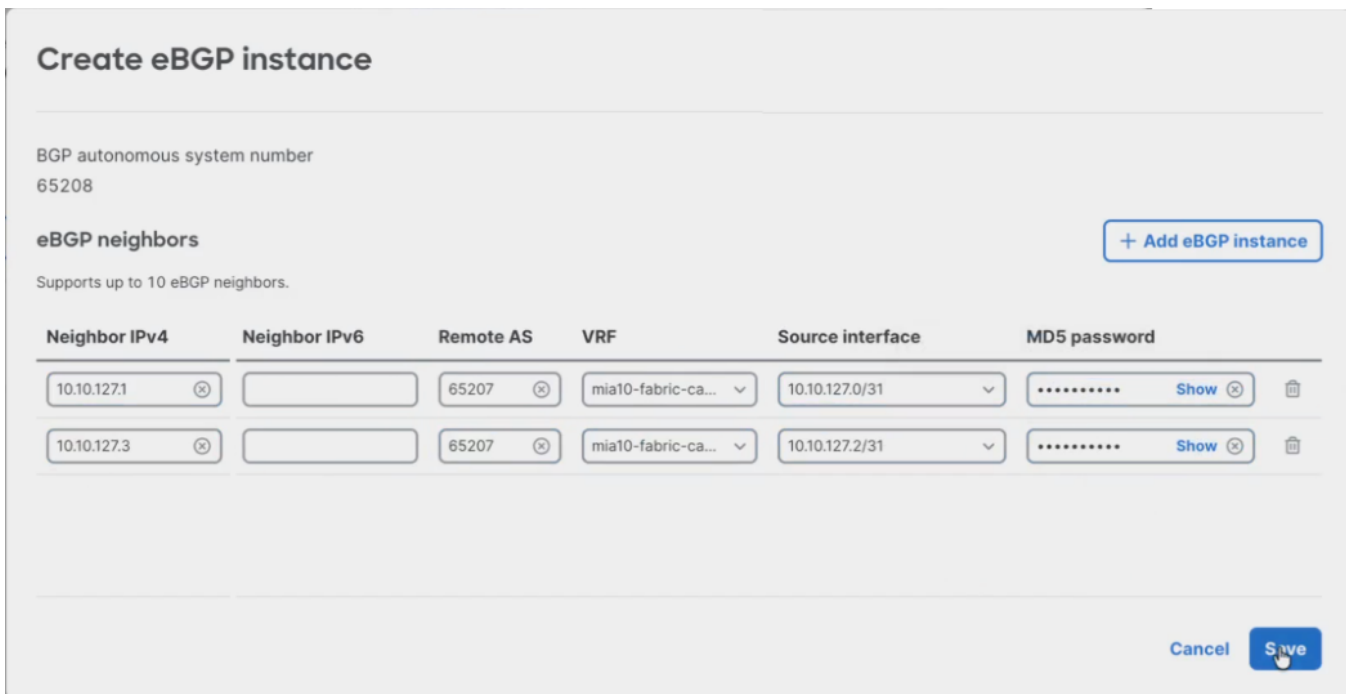 Create eBGP instance
BGP autonomous system number
65208
eBGP neighbors
+ Add eBGP instance
Supports up to 10 eBGP neighbors.
Neighbor IPv4 Neighbor IPv6 Remote AS VRF Source interface MD5 password
10.10.127.1 65207 mia10-fabric-ca... 10.10.127.0/31 •••••••••• Show
10.10.127.3 65207 mia10-fabric-ca... 10.10.127.2/31 •••••••••• Show
Cancel Save